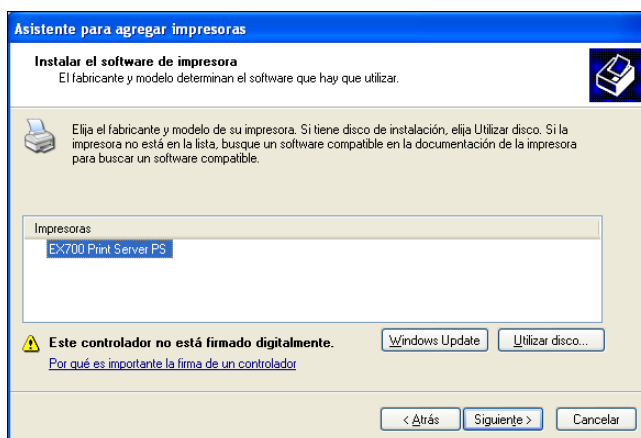 Asistente para agregar impresoras
Instalar el software de impresora
El fabricante y modelo determinan el software que hay que utilizar.
Elija el fabricante y modelo de su impresora. Si tiene disco de instalación, elija Utilizar disco. Si la
impresora no está en la lista, busque un software compatible en la documentación de la impresora
para buscar un software compatible.
Impresoras
EX700 Print Server PS
Este controlador no está firmado digitalmente.
Por qué es importante la firma de un controlador
Windows Update
Utilizar disco...
< Atrás
Siguiente >
Cancelar